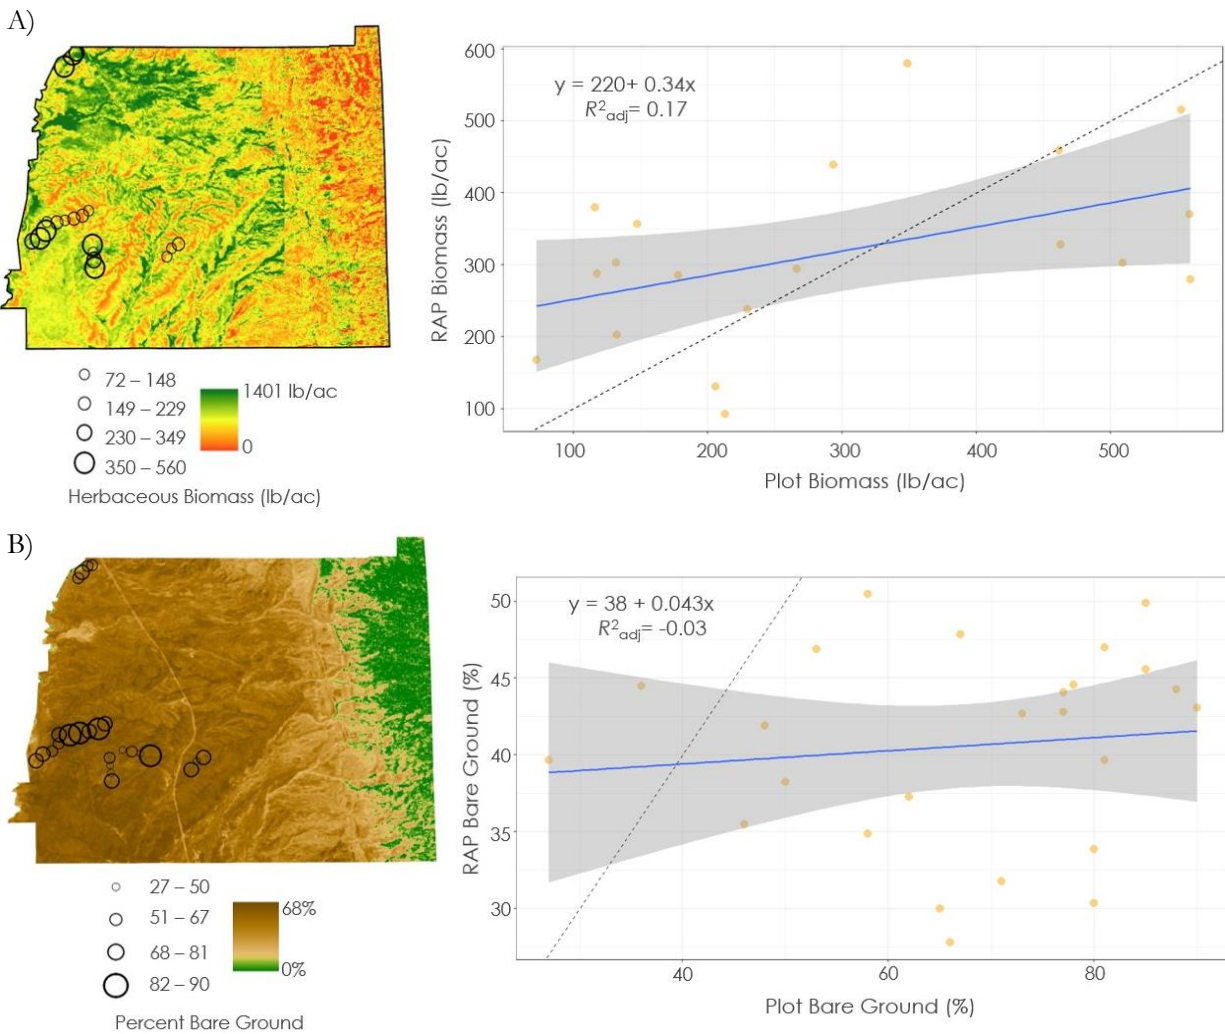 A)
y = 220+ 0.34x
R²adj= 0.17
600
500
400
300
200
100
RAP Biomass (lb/ac)
100 200 300 400 500
Plot Biomass (lb/ac)
72 – 148
149 – 229
230 – 349
350 – 560
1401 lb/ac
0
Herbaceous Biomass (lb/ac)
B)
y = 38 + 0.043x
R²adj= -0.03
50
45
40
35
30
RAP Bare Ground (%)
40 60 80
Plot Bare Ground (%)
27 – 50
51 – 67
68 – 81
82 – 90
68%
0%
Percent Bare Ground